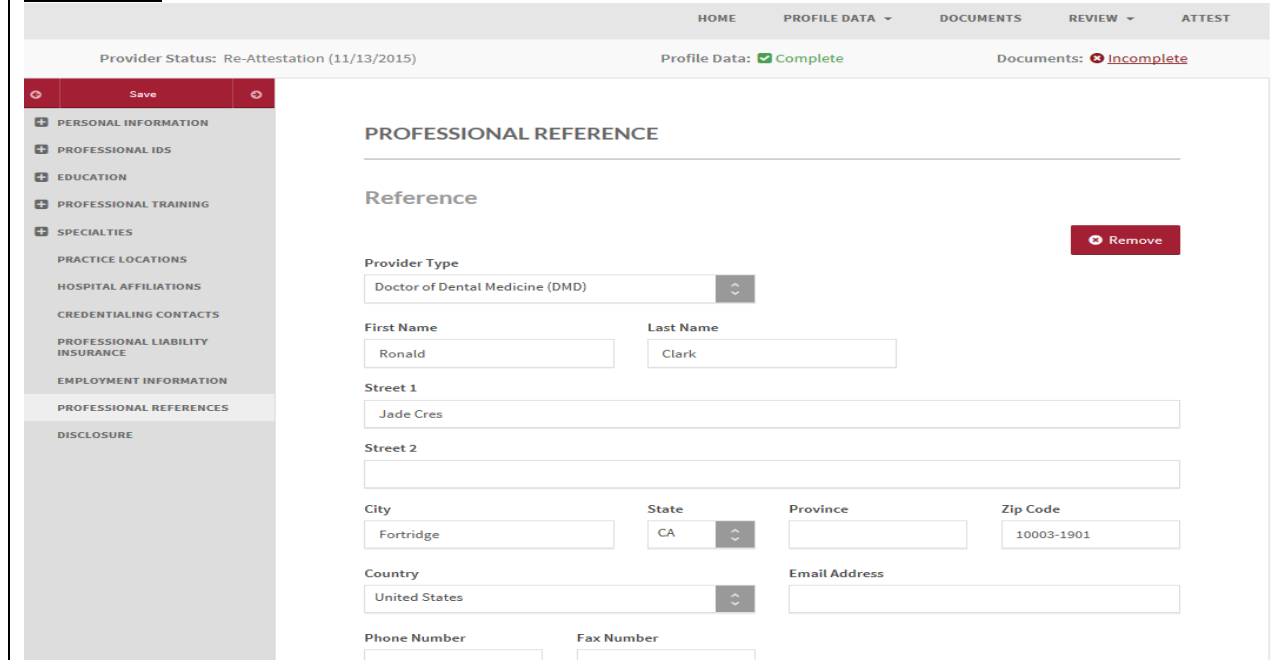 HOME PROFILE DATA DOCUMENTS REVIEW ATTEST
Provider Status: Re-Attestation (11/13/2015) Profile Data: Complete Documents: Incomplete
Save
PERSONAL INFORMATION
PROFESSIONAL IDS
EDUCATION
PROFESSIONAL TRAINING
SPECIALTIES
PRACTICE LOCATIONS
HOSPITAL AFFILIATIONS
CREDENTIALING CONTACTS
PROFESSIONAL LIABILITY
INSURANCE
EMPLOYMENT INFORMATION
PROFESSIONAL REFERENCES
DISCLOSURE
PROFESSIONAL REFERENCE
Reference
Remove
Provider Type
Doctor of Dental Medicine (DMD)
First Name Last Name
Ronald Clark
Street 1
Jade Cres
Street 2
City State Province Zip Code
Fortridge CA 10003-1901
Country Email Address
United States
Phone Number Fax Number